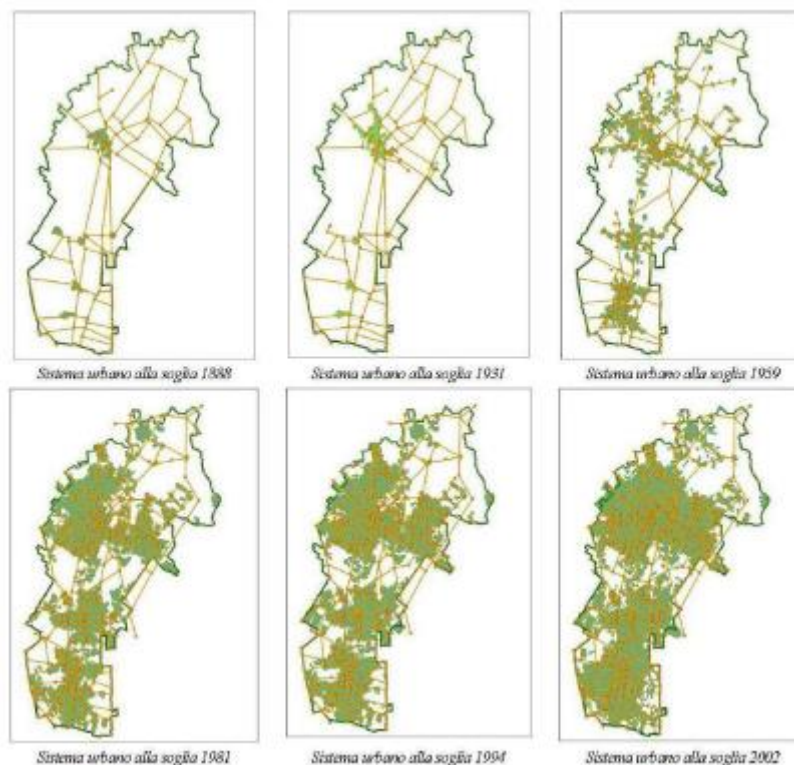 Sistema urbano alla soglia 1888
Sistema urbano alla soglia 1931
Sistema urbano alla soglia 1959
Sistema urbano alla soglia 1981
Sistema urbano alla soglia 1994
Sistema urbano alla soglia 2002